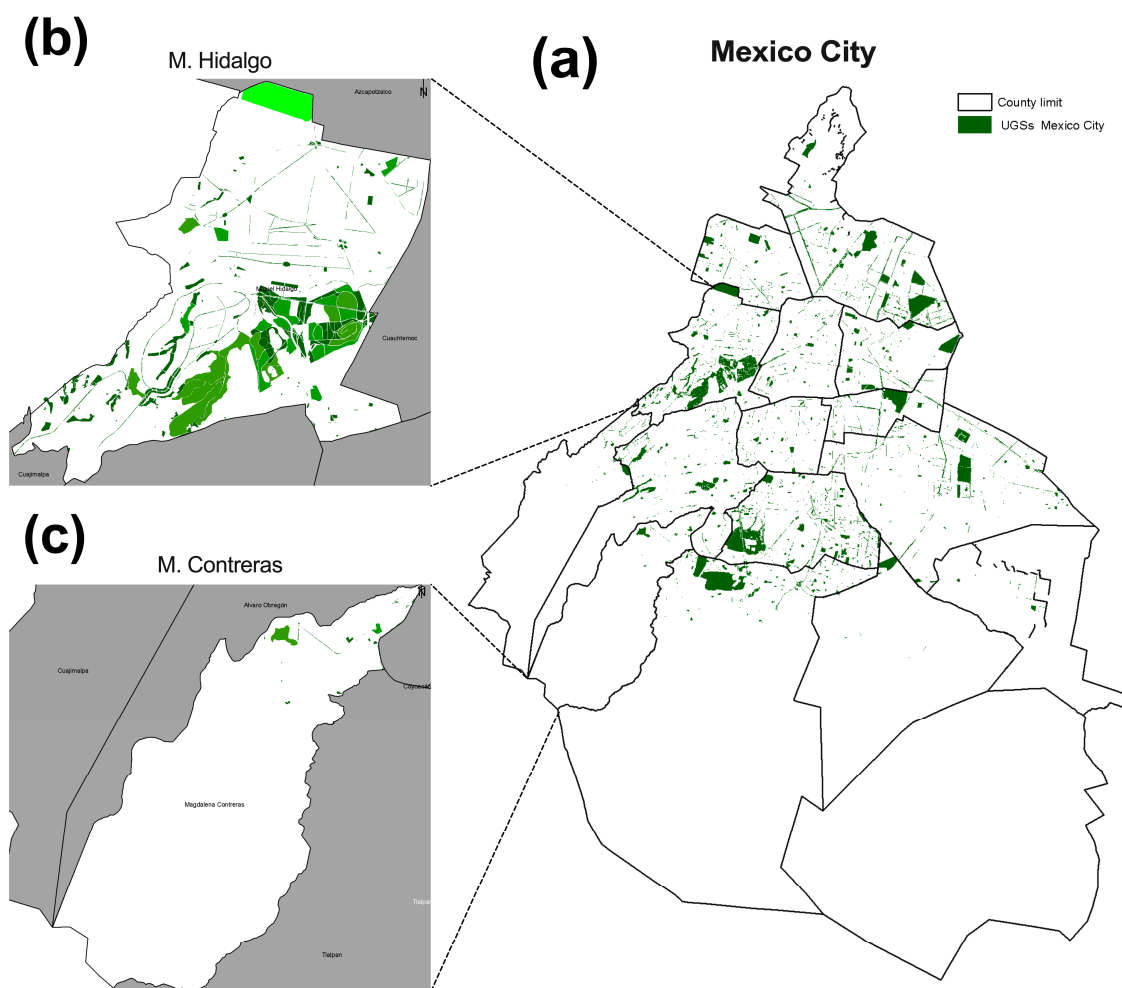 (b)
M. Hidalgo
Azcapotzalco
N
Miguel Hidalgo
Cuauhtemoc
Cuajimalpa
(a)
Mexico City
County limit
UGSs Mexico City
(c)
M. Contreras
N
Alvaro Obregón
Cuajimalpa
Magdalena Contreras
Tlalpan